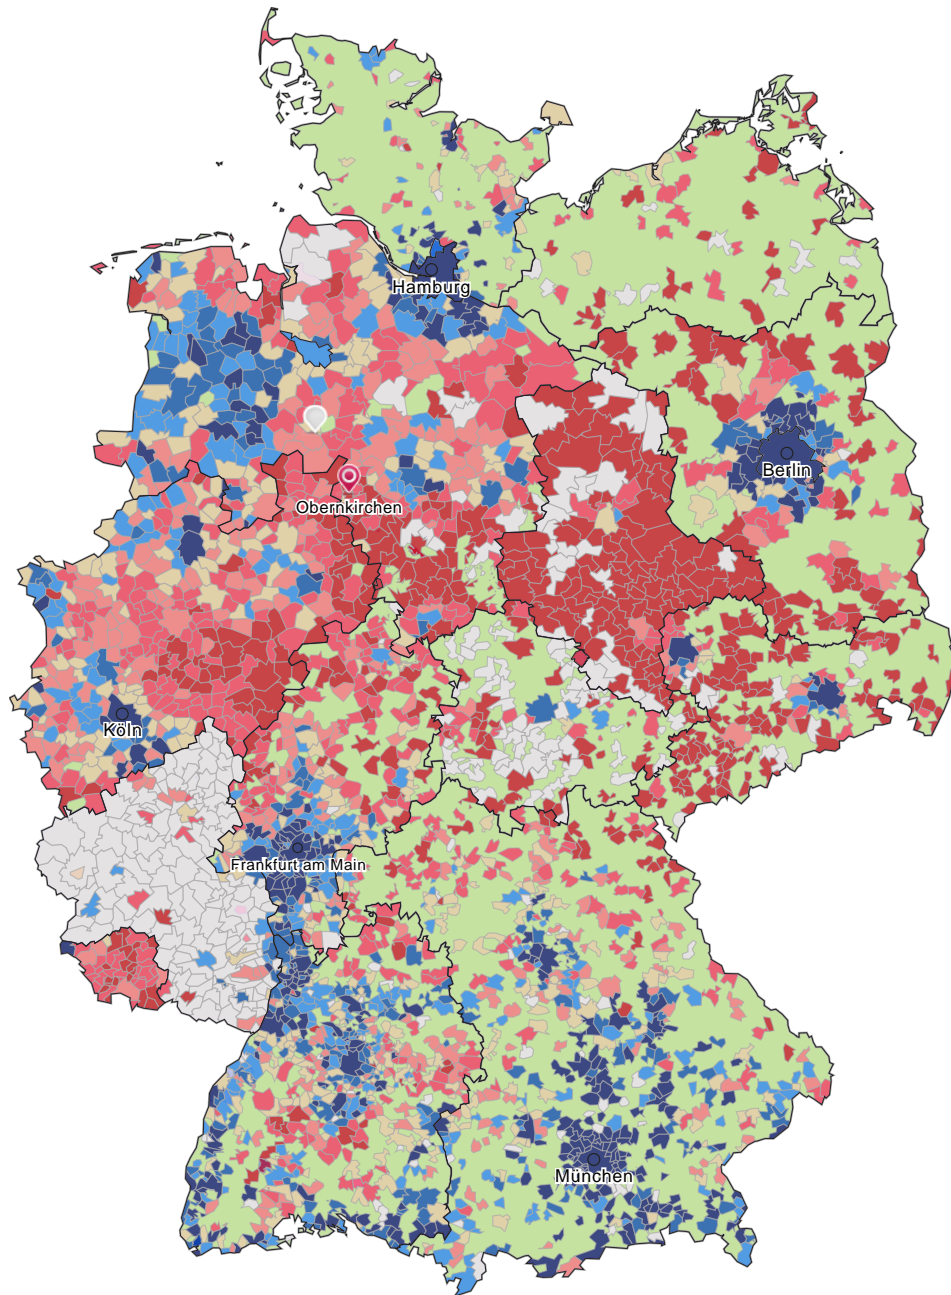 Hamburg
Berlin
Obernkirchen
Köln
Frankfurt am Main
München